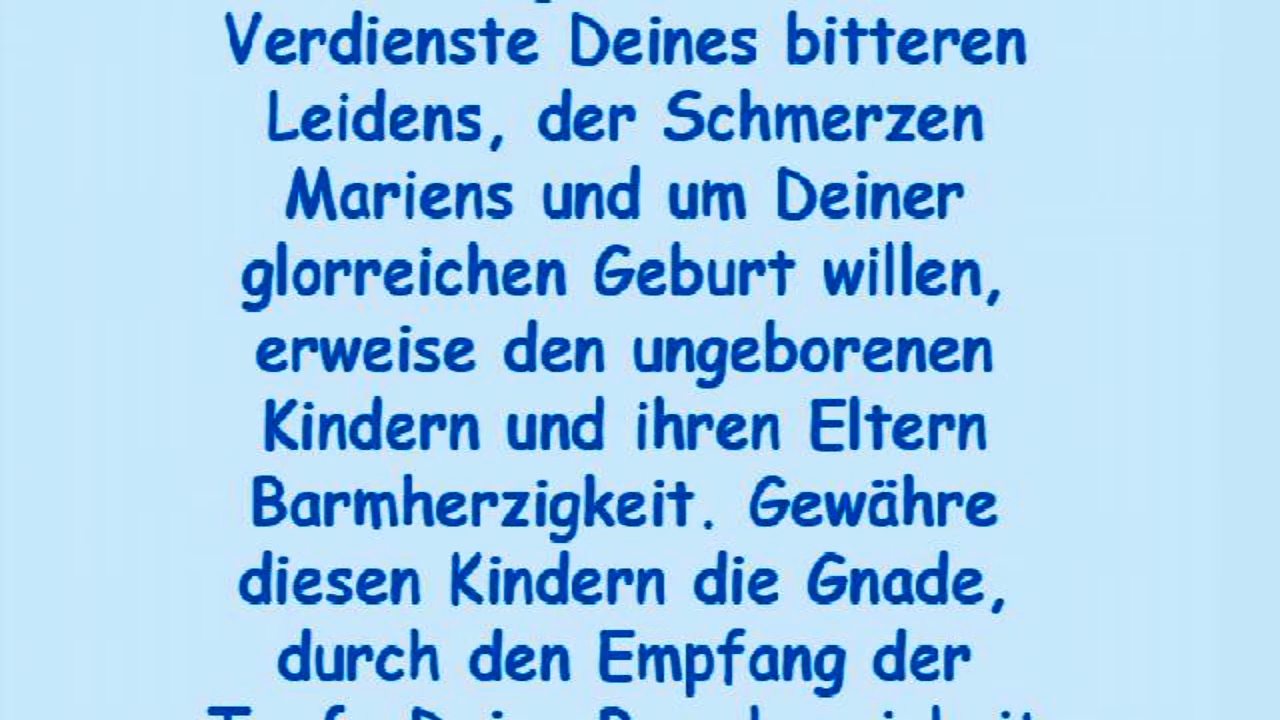 Verdienste Deines bitteren
Leidens, der Schmerzen
Mariens und um Deiner
glorreichen Geburt willen,
erweise den ungeborenen
Kindern und ihren Eltern
Barmherzigkeit. Gewähre
diesen Kindern die Gnade,
durch den Empfang der